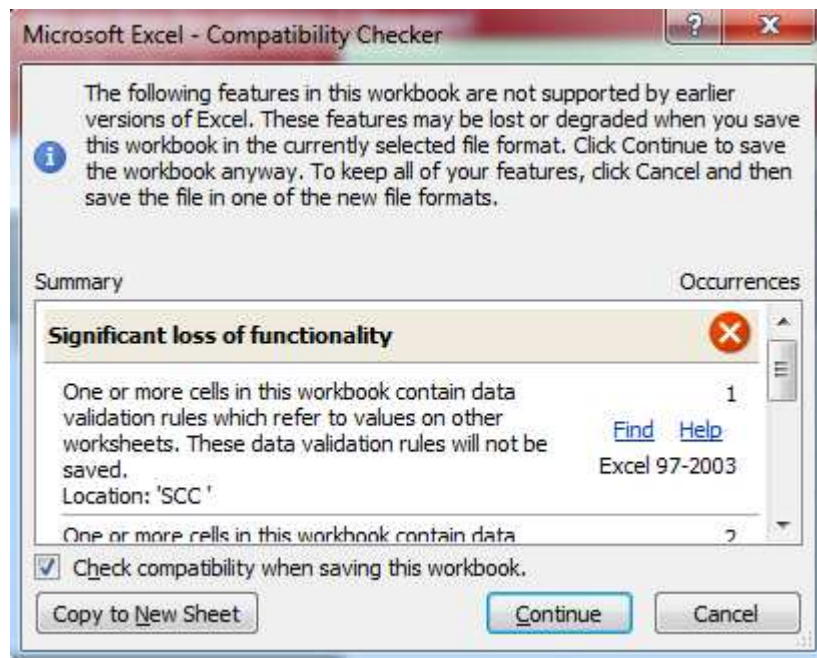 Microsoft Excel - Compatibility Checker
The following features in this workbook are not supported by earlier
versions of Excel. These features may be lost or degraded when you save
this workbook in the currently selected file format. Click Continue to save
the workbook anyway. To keep all of your features, click Cancel and then
save the file in one of the new file formats.
Summary Occurrences
Significant loss of functionality
One or more cells in this workbook contain data 1
validation rules which refer to values on other
worksheets. These data validation rules will not be Find Help
saved. Excel 97-2003
Location: 'SCC '
One or more cells in this workbook contain data 2
Check compatibility when saving this workbook.
Copy to New Sheet Continue Cancel